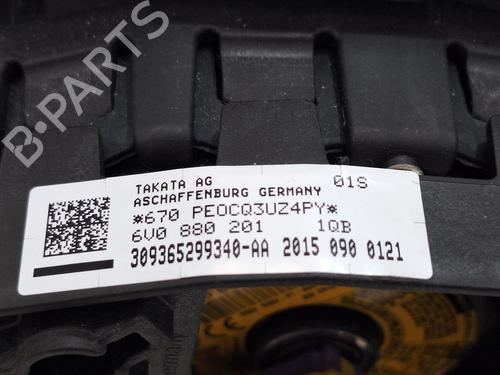 B-PARTS
TAKATA AG 01S
ASCHAFFENBURG GERMANY
*670 PEOCQ3UZ4PY*
6V0 880 201 1QB
309365299340-AA 2015 090 0121